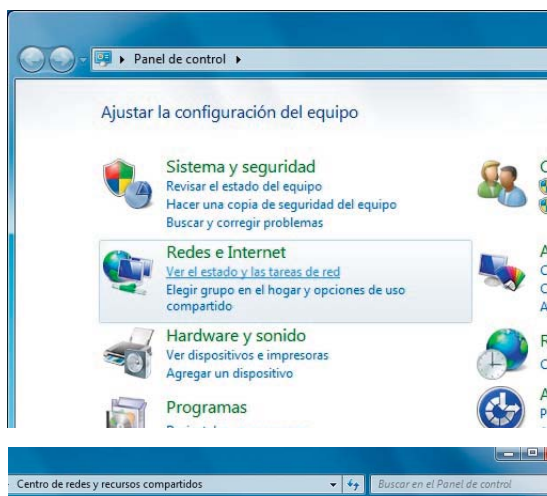 Panel de control
Ajustar la configuración del equipo
Sistema y seguridad
Revisar el estado del equipo
Hacer una copia de seguridad del equipo
Buscar y corregir problemas
Redes e Internet
Ver el estado y las tareas de red
Elegir grupo en el hogar y opciones de uso
compartido
Hardware y sonido
Ver dispositivos e impresoras
Agregar un dispositivo
Programas
Centro de redes y recursos compartidos
Buscar en el Panel de control